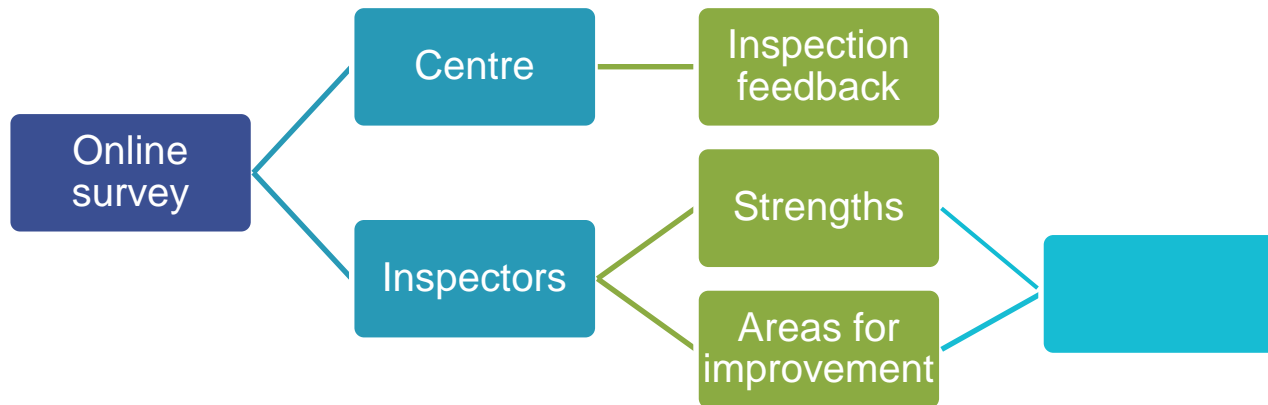 Online
survey
Centre
Inspection
feedback
Inspectors
Strengths
Areas for
improvement